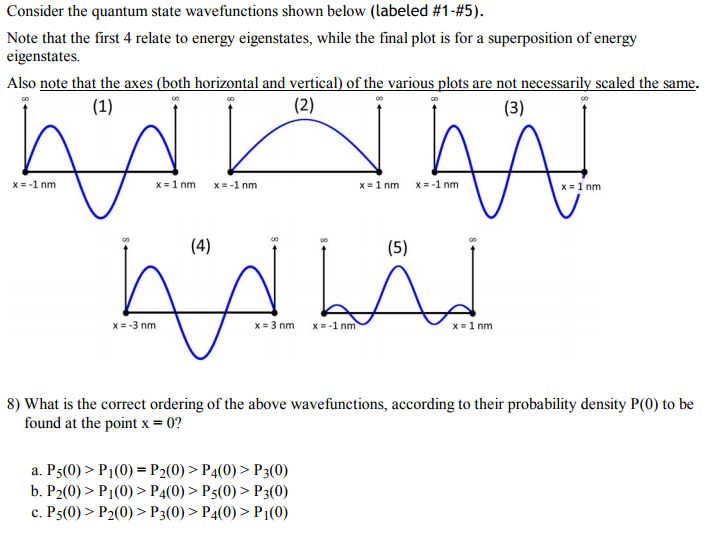 Consider the quantum state wavefunctions shown below (labeled #1-#5).
Note that the first 4 relate to energy eigenstates, while the final plot is for a superposition of energy
eigenstates.
Also note that the axes (both horizontal and vertical) of the various plots are not necessarily scaled the same.
∞ (1) ∞ ∞ (2) ∞ ∞ (3) ∞
x = -1 nm x = 1 nm x = -1 nm x = 1 nm x = -1 nm x = 1 nm
∞ (4) ∞ ∞ (5) ∞
x = -3 nm x = 3 nm x = -1 nm x = 1 nm
8) What is the correct ordering of the above wavefunctions, according to their probability density P(0) to be
found at the point x = 0?
a. P5(0) > P1(0) = P2(0) > P4(0) > P3(0)
b. P2(0) > P1(0) > P4(0) > P5(0) > P3(0)
c. P5(0) > P2(0) > P3(0) > P4(0) > P1(0)